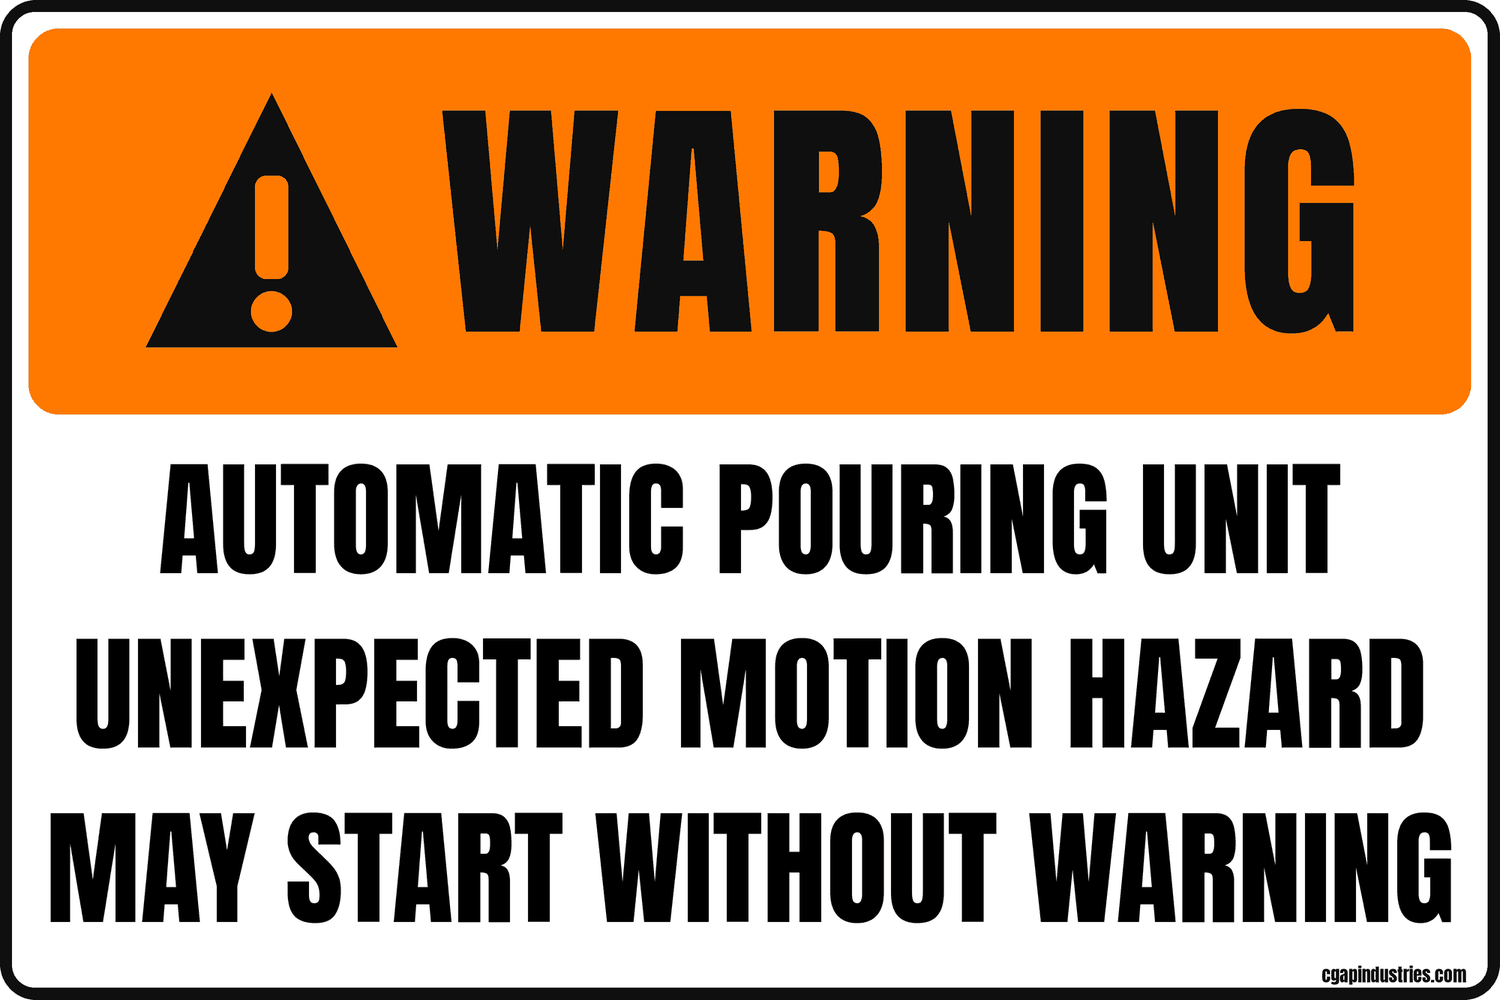 WARNING
AUTOMATIC POURING UNIT
UNEXPECTED MOTION HAZARD
MAY START WITHOUT WARNING
cgapindustries.com